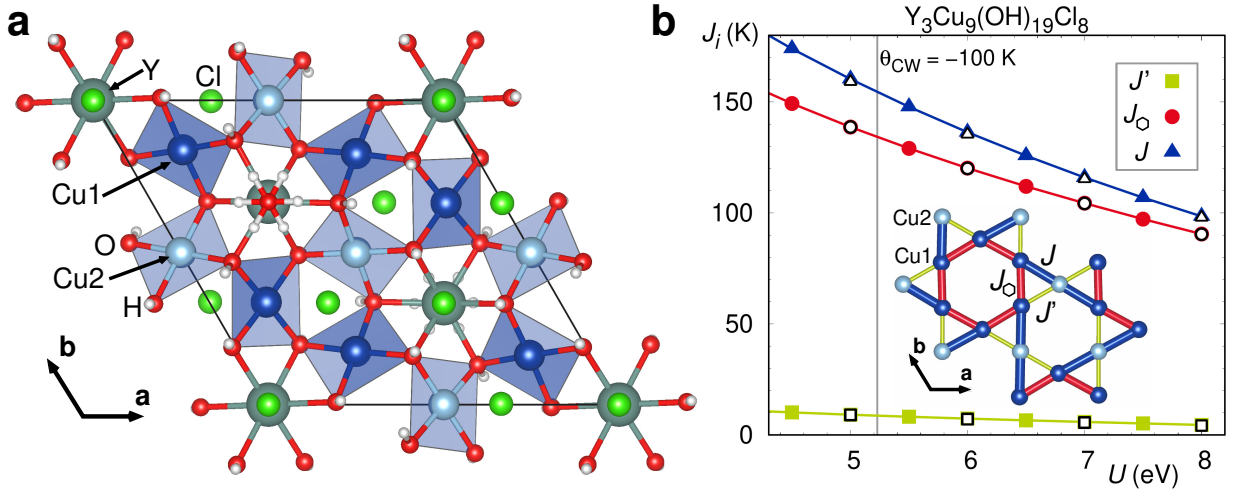 a
Y
Cl
Cu1
O
Cu2
H
b
a
b
Y3Cu9(OH)19Cl8
Ji (K)
θCW = −100 K
J'
J⬡
J
150
100
50
0
Cu2
Cu1
J
J⬡
J'
b
a
5
6
7
8
U (eV)